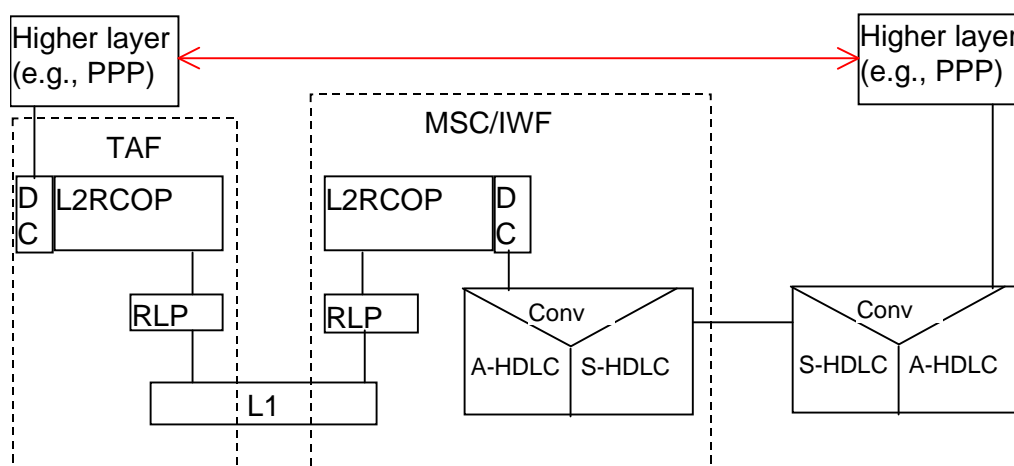 Higher layer
(e.g., PPP)
Higher layer
(e.g., PPP)
MSC/IWF
TAF
D
C
L2RCOP
L2RCOP
D
C
RLP
RLP
Conv
A-HDLC
S-HDLC
Conv
S-HDLC
A-HDLC
L1